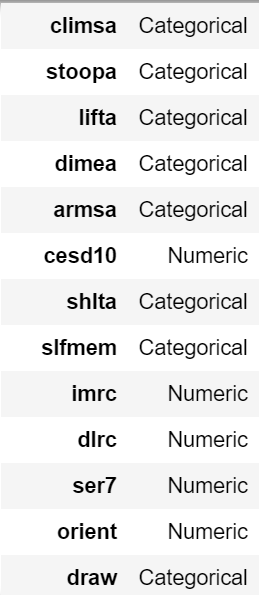 climsa Categorical
stoopa Categorical
lifta Categorical
dimea Categorical
armsa Categorical
cesd10 Numeric
shlta Categorical
slfmem Categorical
imrc Numeric
dlrc Numeric
ser7 Numeric
orient Numeric
draw Categorical